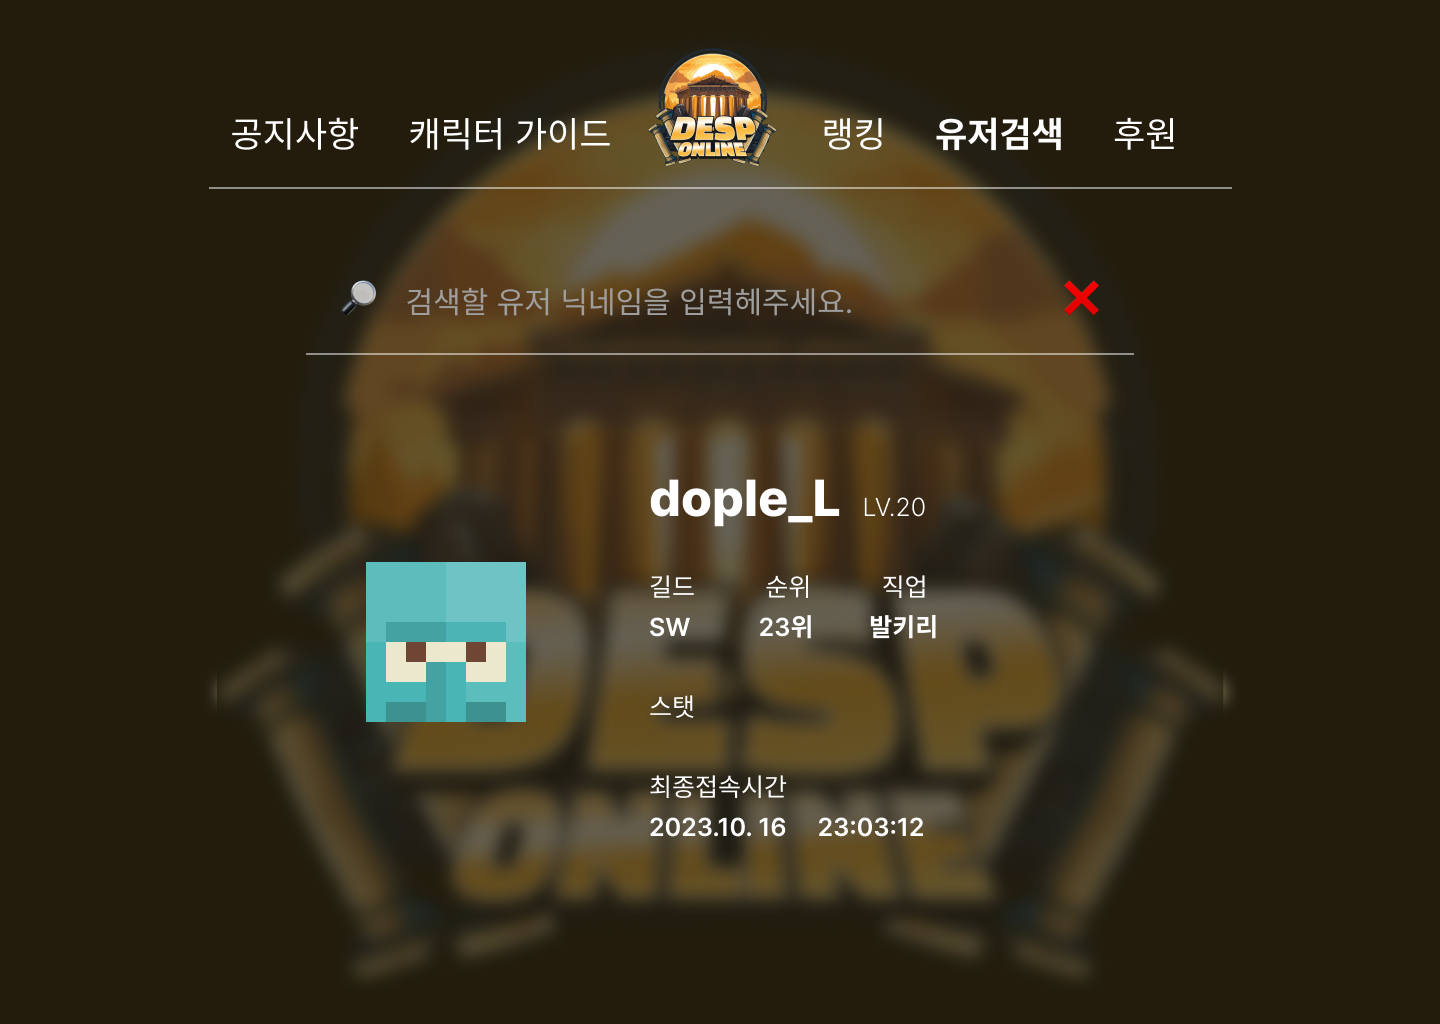 공지사항 캐릭터 가이드 DESP ONLINE 랭킹 유저검색 후원
검색할 유저 닉네임을 입력헤주세요.
dople_L LV.20
길드 순위 직업
SW 23위 발키리
스탯
최종접속시간
2023.10. 16 23:03:12
DESP
ONLINE